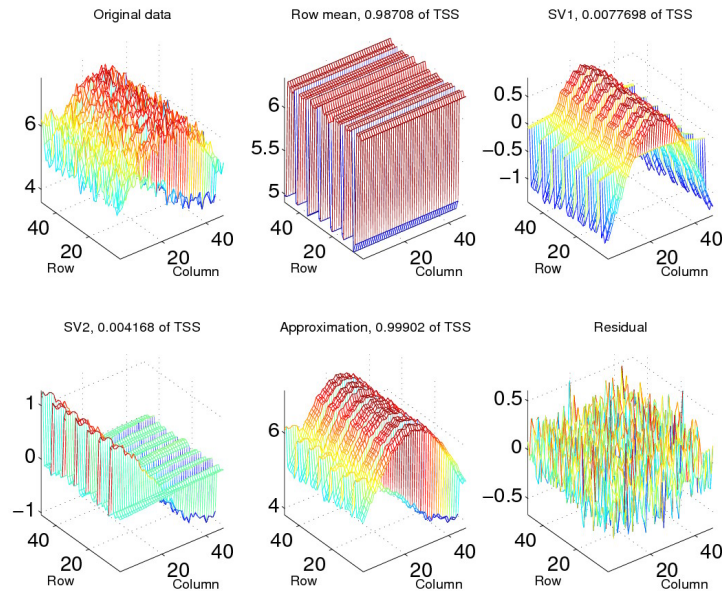 Original data
6
4
40
20
Row
20
40
Column
Row mean, 0.98708 of TSS
6
5.5
5
40
20
Row
20
40
Column
SV1, 0.0077698 of TSS
0.5
0
−0.5
−1
40
20
Row
20
40
Column
SV2, 0.004168 of TSS
1
0
−1
40
20
Row
20
40
Column
Approximation, 0.99902 of TSS
6
4
40
20
Row
20
40
Column
Residual
0.5
0
−0.5
40
20
Row
20
40
Column